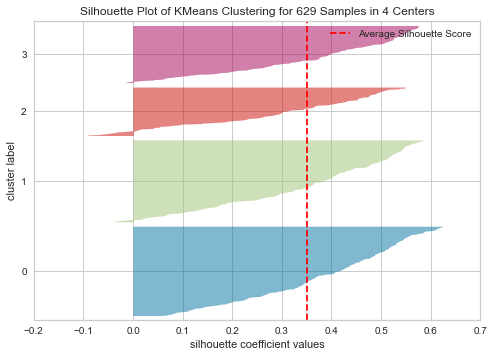 Silhouette Plot of KMeans Clustering for 629 Samples in 4 Centers
Average Silhouette Score
3
2
1
0
cluster label
−0.2 −0.1 0.0 0.1 0.2 0.3 0.4 0.5 0.6 0.7
silhouette coefficient values